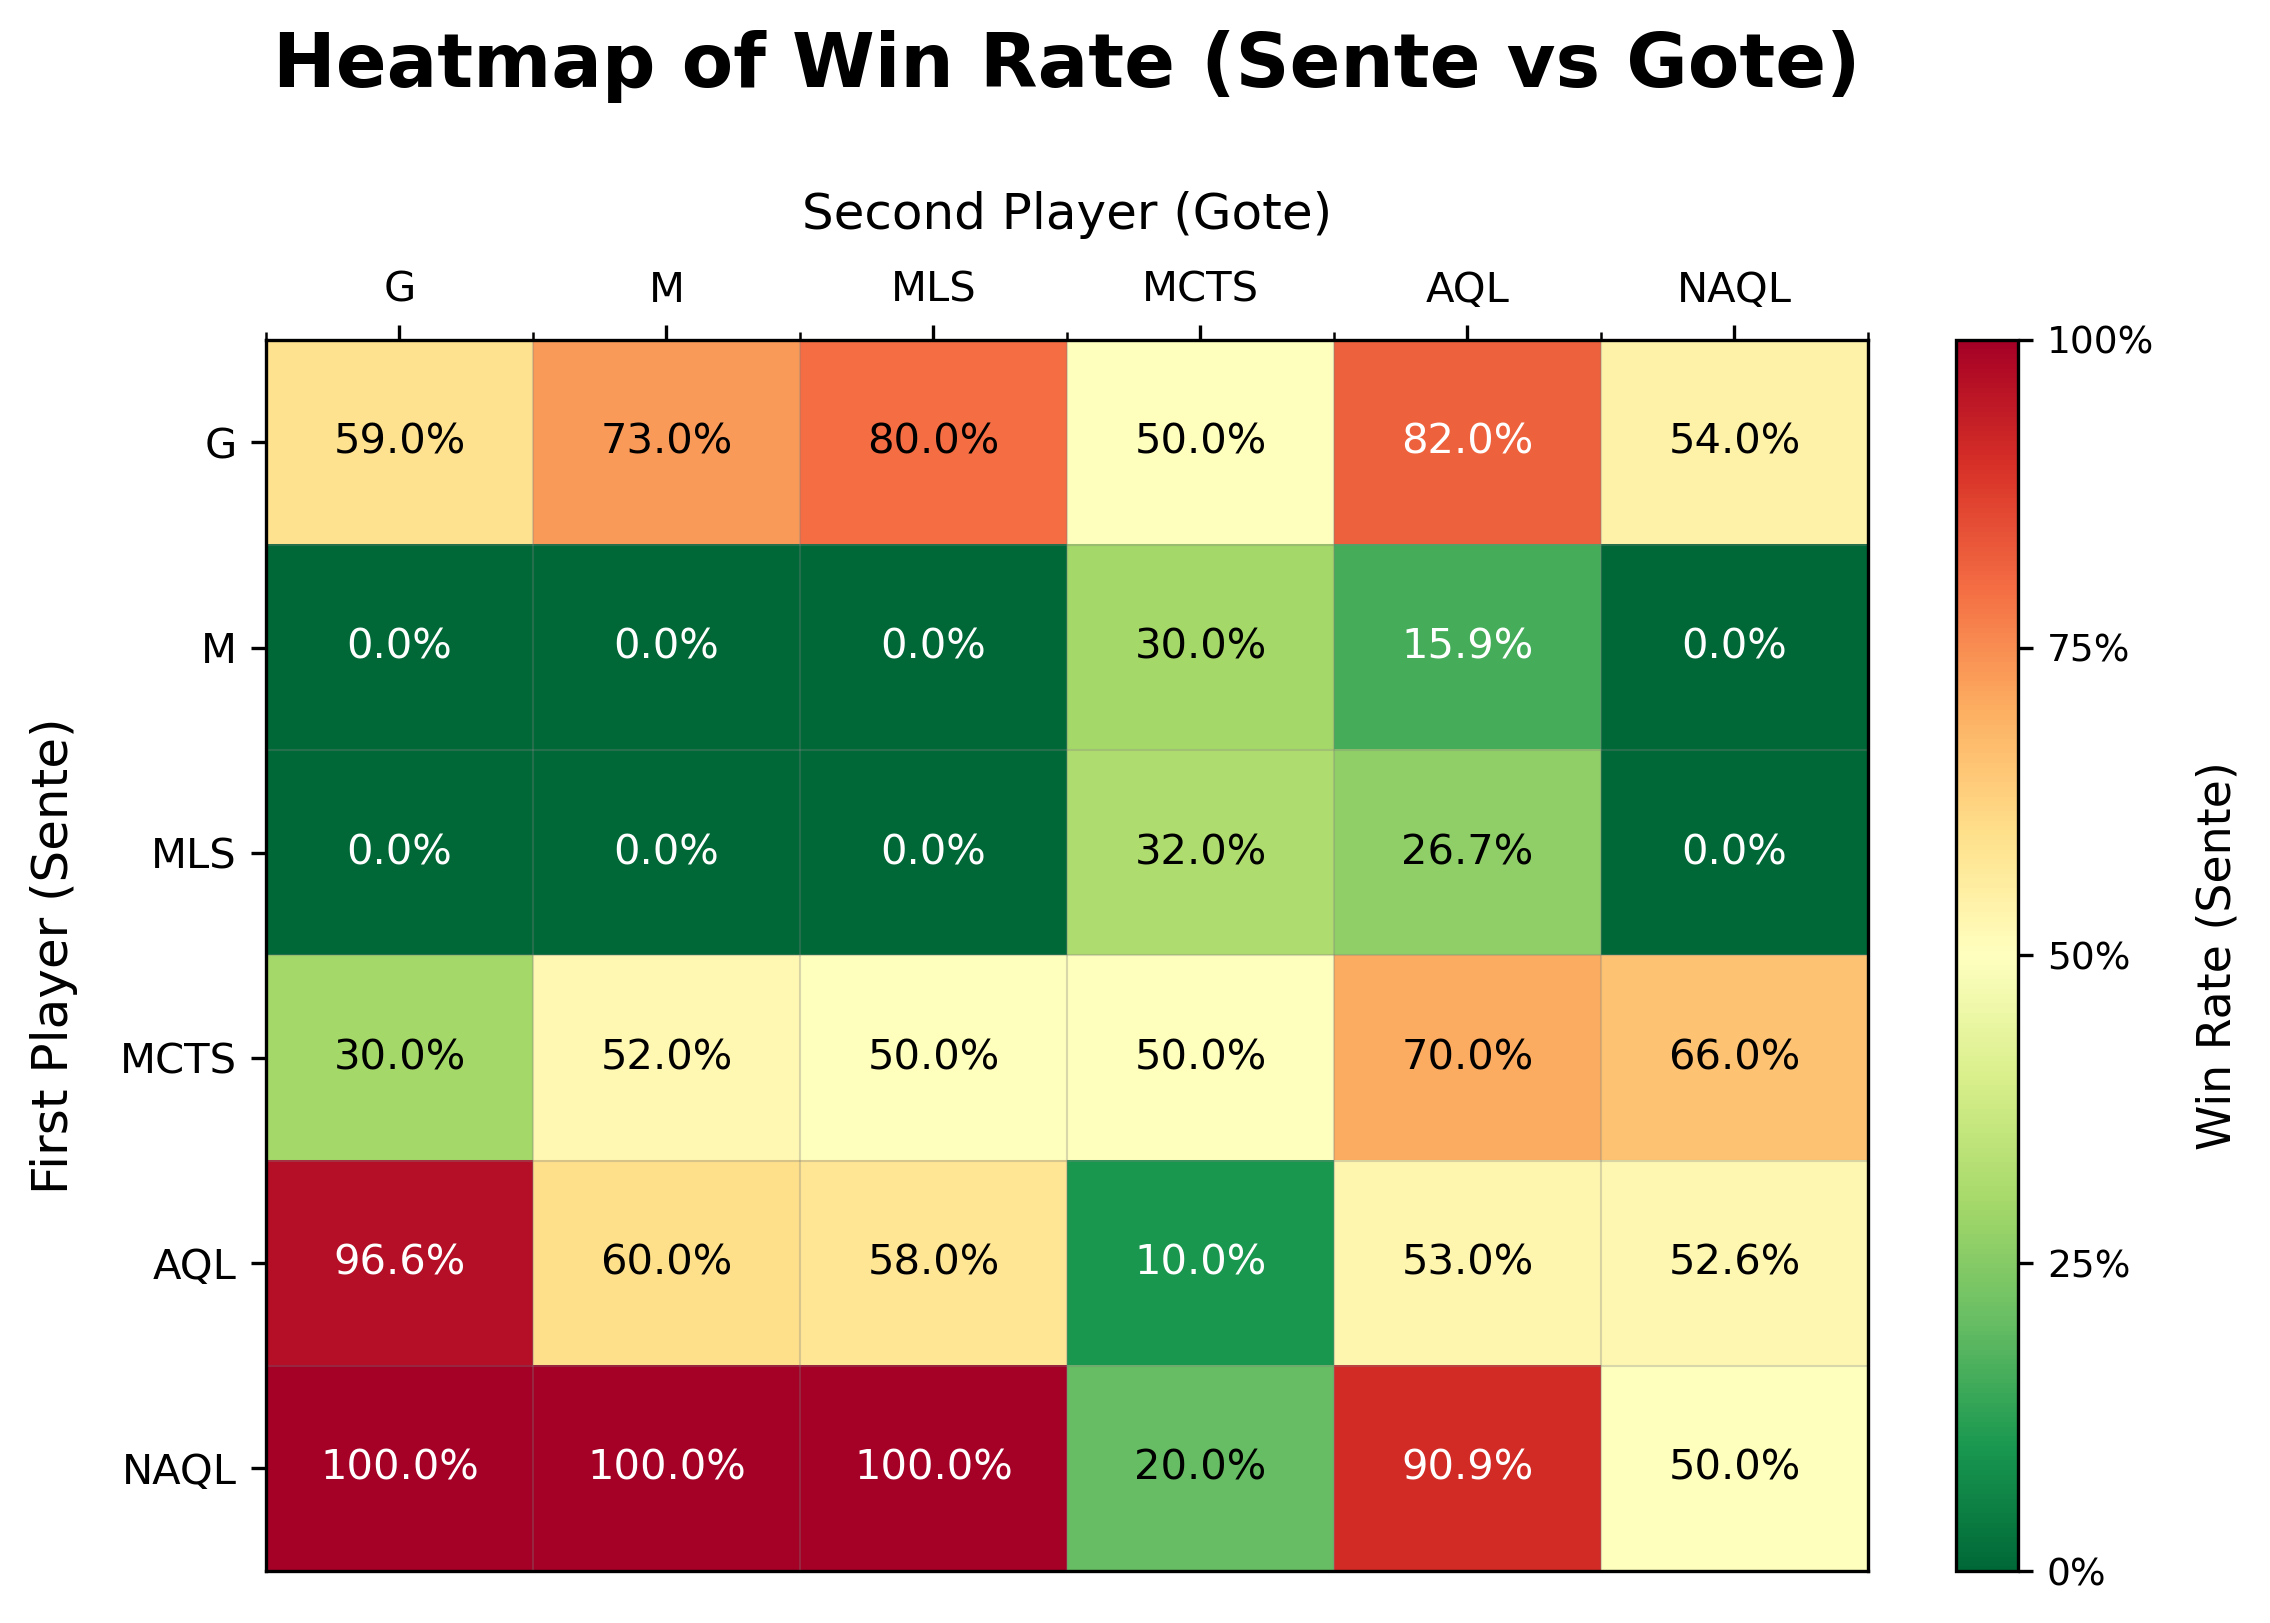 Heatmap of Win Rate (Sente vs Gote)
Second Player (Gote)
G M MLS MCTS AQL NAQL
G 59.0% 73.0% 80.0% 50.0% 82.0% 54.0%
M 0.0% 0.0% 0.0% 30.0% 15.9% 0.0%
MLS 0.0% 0.0% 0.0% 32.0% 26.7% 0.0%
MCTS 30.0% 52.0% 50.0% 50.0% 70.0% 66.0%
AQL 96.6% 60.0% 58.0% 10.0% 53.0% 52.6%
NAQL 100.0% 100.0% 100.0% 20.0% 90.9% 50.0%
First Player (Sente)
100%
75%
50%
25%
0%
Win Rate (Sente)